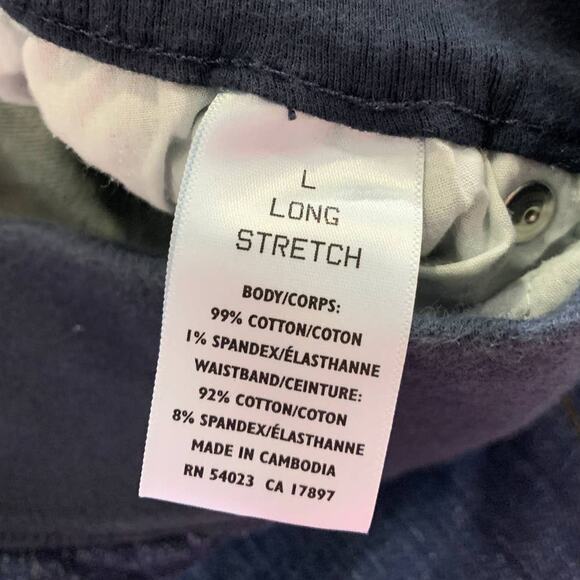 L
LONG
STRETCH
BODY/CORPS:
99% COTTON/COTON
1% SPANDEX/ÉLASTHANNE
WAISTBAND/CEINTURE:
92% COTTON/COTON
8% SPANDEX/ÉLASTHANNE
MADE IN CAMBODIA
RN 54023 CA 17897